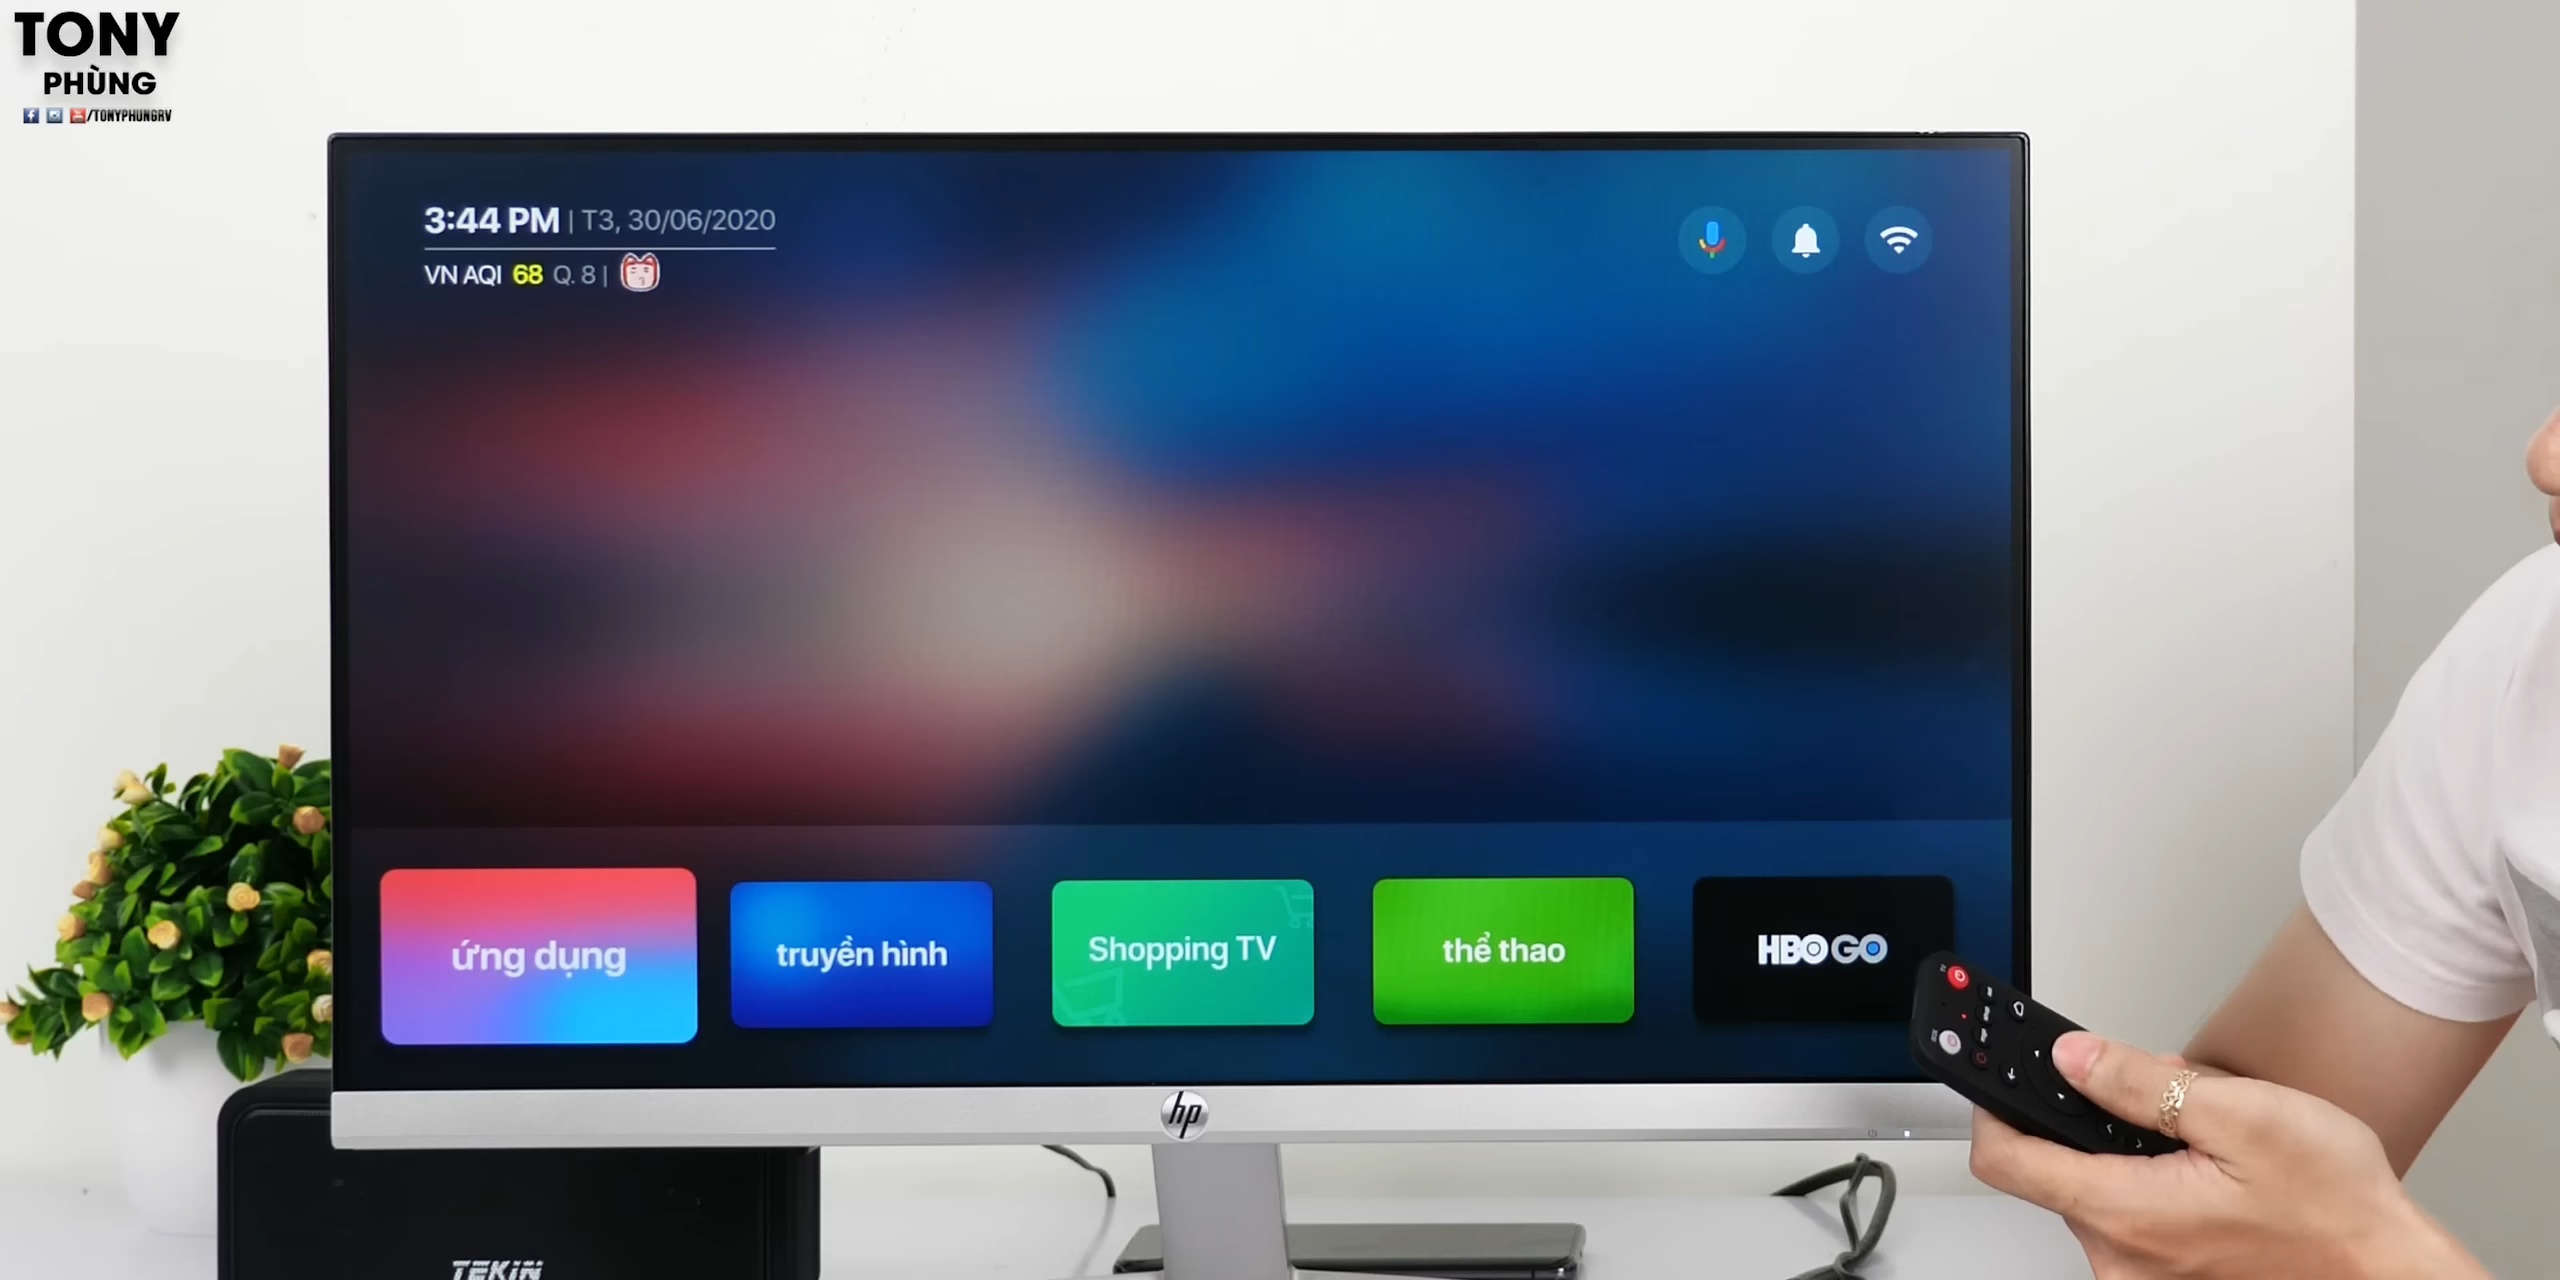 TONY
PHÙNG
/TONYPHUNGRV
3:44 PM | T3, 30/06/2020
VN AQI 68 Q. 8 |
ứng dụng
truyền hình
Shopping TV
thể thao
HBO GO
hp
TEKIN